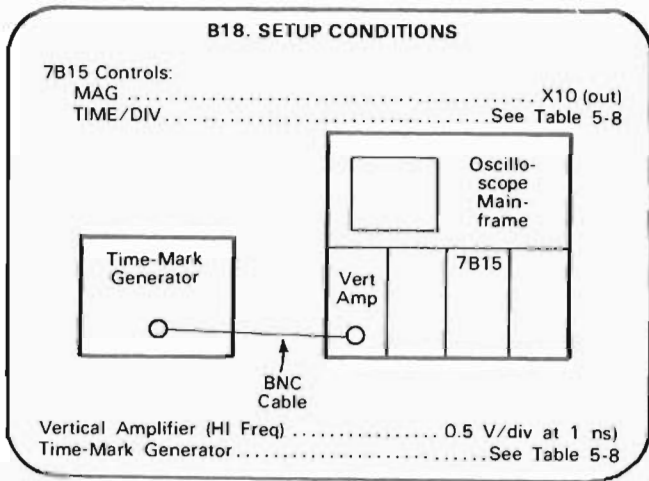 B18. SETUP CONDITIONS
7B15 Controls:
MAG .................................................. X10 (out)
TIME/DIV ........................................ See Table 5-8
Oscillo-
scope
Main-
frame
Time-Mark
Generator
Vert
Amp
7B15
BNC
Cable
Vertical Amplifier (HI Freq) ................ 0.5 V/div at 1 ns)
Time-Mark Generator ............................ See Table 5-8